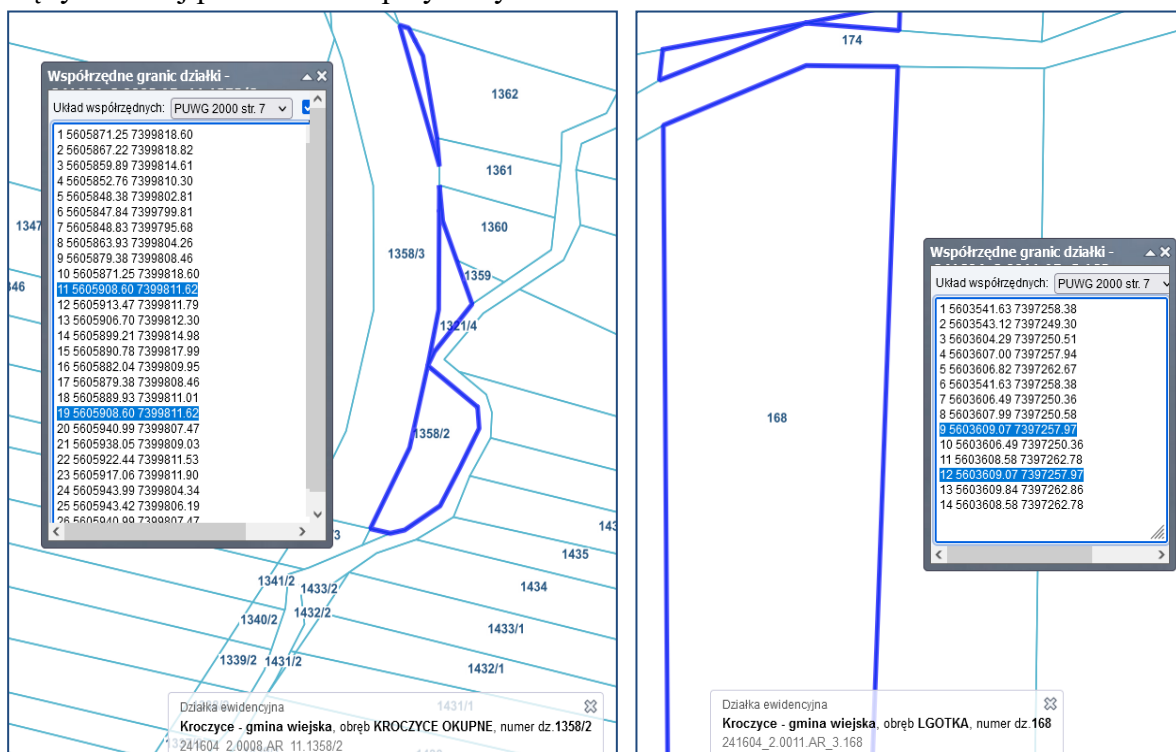 Współrzędne granic działki -
Układ współrzędnych: PUWG 2000 str. 7
1 5605871.25 7399818.60
2 5605867.22 7399818.82
3 5605859.89 7399814.61
4 5605852.76 7399810.30
5 5605848.38 7399802.81
6 5605847.84 7399799.81
7 5605848.83 7399795.68
8 5605863.93 7399804.26
9 5605879.38 7399808.46
10 5605871.25 7399818.60
11 5605908.60 7399811.62
12 5605913.47 7399811.79
13 5605906.70 7399812.30
14 5605899.21 7399814.98
15 5605890.78 7399817.99
16 5605882.04 7399809.95
17 5605879.38 7399808.46
18 5605889.93 7399811.01
19 5605908.60 7399811.62
20 5605940.99 7399807.47
21 5605938.05 7399809.03
22 5605922.44 7399811.53
23 5605917.06 7399811.90
24 5605943.99 7399804.34
25 5605943.42 7399806.19
26 5605940.99 7399807.47
1362
1361
1360
1347
1358/3
1359
1321/4
1358/2
1435
1434
1341/2
1433/2
1340/2
1432/2
1433/1
1339/2
1431/2
1432/1
1431/1
Działka ewidencyjna
Kroczyce - gmina wiejska, obręb KROCZYCE OKUPNE, numer dz.1358/2
241604_2.0008.AR_11.1358/2
174
168
Współrzędne granic działki -
Układ współrzędnych: PUWG 2000 str. 7
1 5603541.63 7397258.38
2 5603543.12 7397249.30
3 5603604.29 7397250.51
4 5603607.00 7397257.94
5 5603606.82 7397262.67
6 5603541.63 7397258.38
7 5603606.49 7397250.36
8 5603607.99 7397250.58
9 5603609.07 7397257.97
10 5603606.49 7397250.36
11 5603608.58 7397262.78
12 5603609.07 7397257.97
13 5603609.84 7397262.86
14 5603608.58 7397262.78
Działka ewidencyjna
Kroczyce - gmina wiejska, obręb LGOTKA, numer dz.168
241604_2.0011.AR_3.168